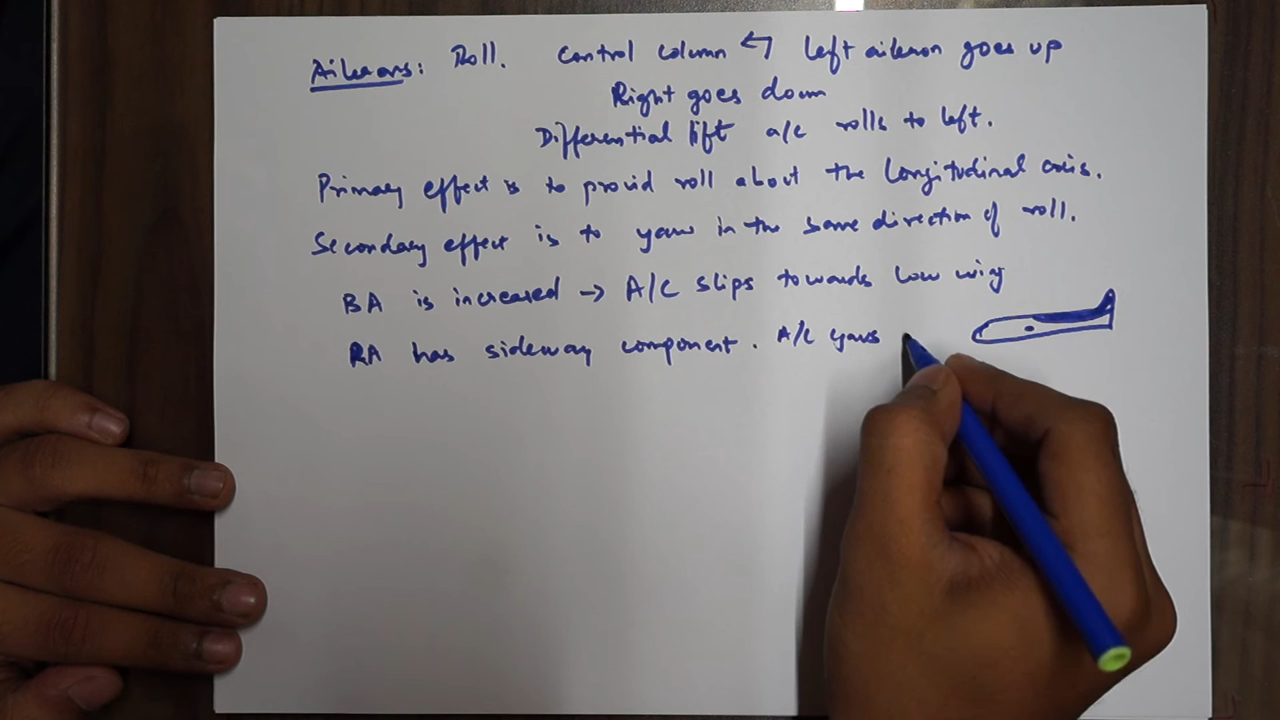 Ailerons: Roll. Control column ↰ left aileron goes up
Right goes down
Differential lift a/c rolls to left.
Primary effect is to provid roll about the longitudinal axis.
Secondary effect is to yaw in the same direction of roll.
BA is increased → A/C slips towards low wing
RA has sideway component. A/C yaws